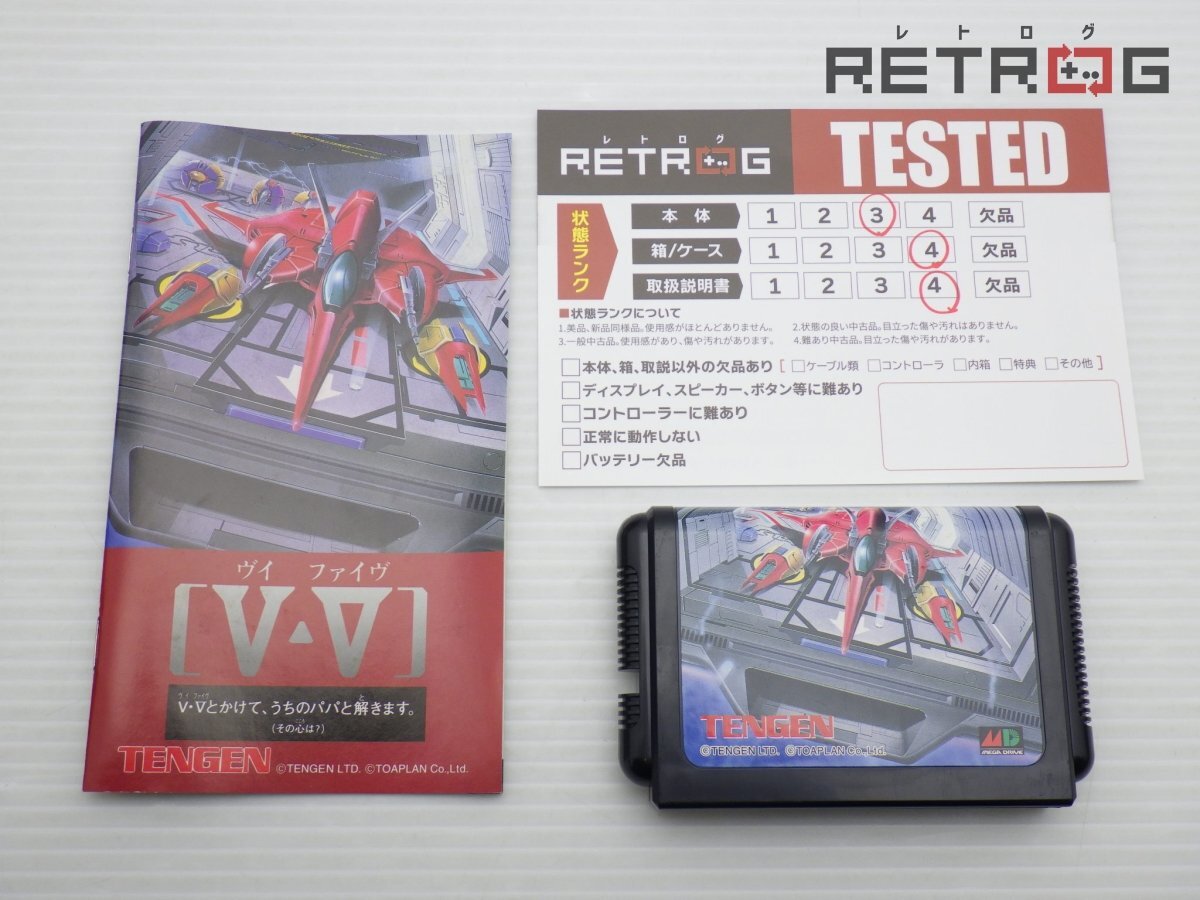 レトログ
RETROG
レトログ
RETROG
TESTED
状態ランク
本体 1 2 3 4 欠品
箱/ケース 1 2 3 4 欠品
取扱説明書 1 2 3 4 欠品
■状態ランクについて
1.美品、新品同様品。使用感がほとんどありません。 2.状態の良い中古品。目立った傷や汚れはありません。
3.一般中古品。使用感があり、傷や汚れがあります。 4.難あり中古品。目立った傷や汚れがあります。
□本体、箱、取説以外の欠品あり [ □ケーブル類 □コントローラ □内箱 □特典 □その他 ]
□ディスプレイ、スピーカー、ボタン等に難あり
□コントローラーに難あり
□正常に動作しない
□バッテリー欠品
ヴイ ファイヴ
[V・V]
ヴイ ファイヴ
V・Vとかけて、うちのパパと解きます。
(その心は?)
TENGEN ©TENGEN LTD. ©TOAPLAN Co.,Ltd.
TENGEN
©TENGEN LTD. ©TOAPLAN Co.,Ltd.
MD
MEGA DRIVE